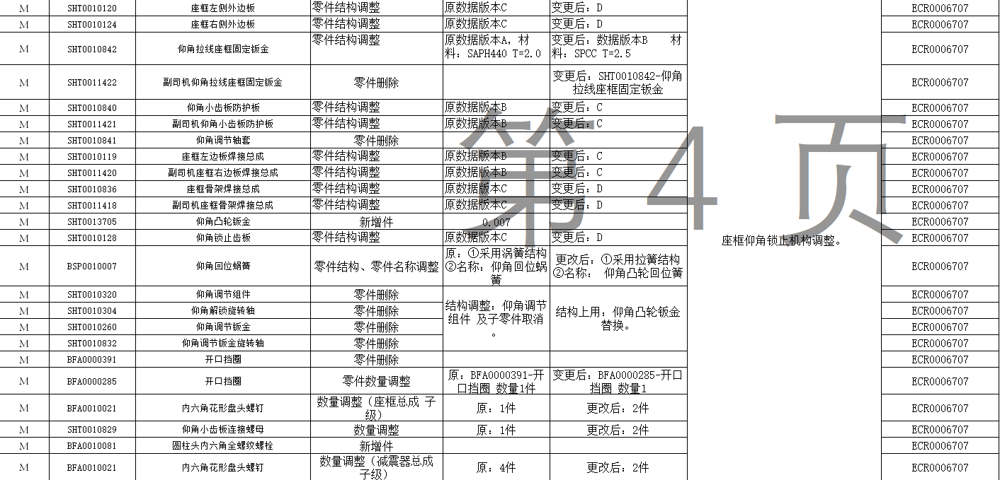 M SHT0010120 座框左侧外边板 零件结构调整 原数据版本C 变更后：D ECR0006707
M SHT0010124 座框右侧外边板 零件结构调整 原数据版本C 变更后：D ECR0006707
M SHT0010842 仰角拉线座框固定钣金 零件结构调整 原数据版本A，材料：SAPH440 T=2.0 变更后：数据版本B 材料：SPCC T=2.5 ECR0006707
M SHT0011422 副司机仰角拉线座框固定钣金 零件删除 变更后：SHT0010842-仰角拉线座框固定钣金 ECR0006707
M SHT0010840 仰角小齿板防护板 零件结构调整 原数据版本B 变更后：C ECR0006707
M SHT0011421 副司机仰角小齿板防护板 零件结构调整 原数据版本B 变更后：C ECR0006707
M SHT0010841 仰角调节轴套 零件删除 ECR0006707
M SHT0010119 座框左边板焊接总成 零件结构调整 原数据版本B 变更后：C ECR0006707
M SHT0011420 副司机座框右边板焊接总成 零件结构调整 原数据版本B 变更后：C ECR0006707
M SHT0010836 座框骨架焊接总成 零件结构调整 原数据版本C 变更后：D ECR0006707
M SHT0011418 副司机座框骨架焊接总成 零件结构调整 原数据版本C 变更后：D ECR0006707
M SHT0013705 仰角凸轮钣金 新增件 0.007 ECR0006707
M SHT0010128 仰角锁止齿板 零件结构调整 原数据版本C 变更后：D 座框仰角锁止机构调整。 ECR0006707
M BSP0010007 仰角回位蜗簧 零件结构、零件名称调整 原：①采用涡簧结构②名称：仰角回位蜗簧 更改后：①采用拉簧结构②名称： 仰角凸轮回位簧 ECR0006707
M SHT0010320 仰角调节组件 零件删除 结构调整：仰角调节组件 及子零件取消。 结构上用：仰角凸轮钣金替换。 ECR0006707
M SHT0010304 仰角解锁旋转轴 零件删除 ECR0006707
M SHT0010260 仰角调节钣金 零件删除 ECR0006707
M SHT0010832 仰角调节钣金旋转轴 零件删除 ECR0006707
M BFA0000391 开口挡圈 零件删除 ECR0006707
M BFA0000285 开口挡圈 零件数量调整 原：BFA0000391-开口挡圈 数量1件 变更后：BFA0000285-开口挡圈 数量1 ECR0006707
M BFA0010021 内六角花形盘头螺钉 数量调整（座框总成 子级） 原：1件 更改后：2件 ECR0006707
M SHT0010829 仰角小齿板连接螺母 数量调整 原：1件 更改后：2件 ECR0006707
M BFA0010081 圆柱头内六角全螺纹螺栓 新增件 ECR0006707
M BFA0010021 内六角花形盘头螺钉 数量调整（减震器总成 子级） 原：4件 更改后：2件 ECR0006707
第 4 页